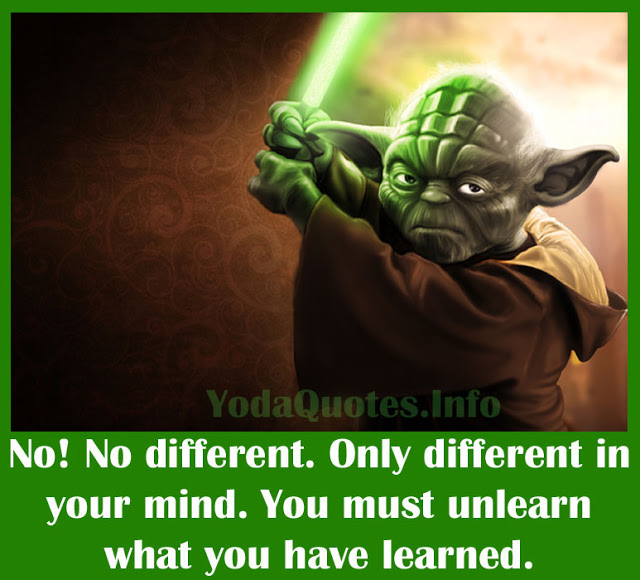 YodaQuotes.Info
No! No different. Only different in
your mind. You must unlearn
what you have learned.